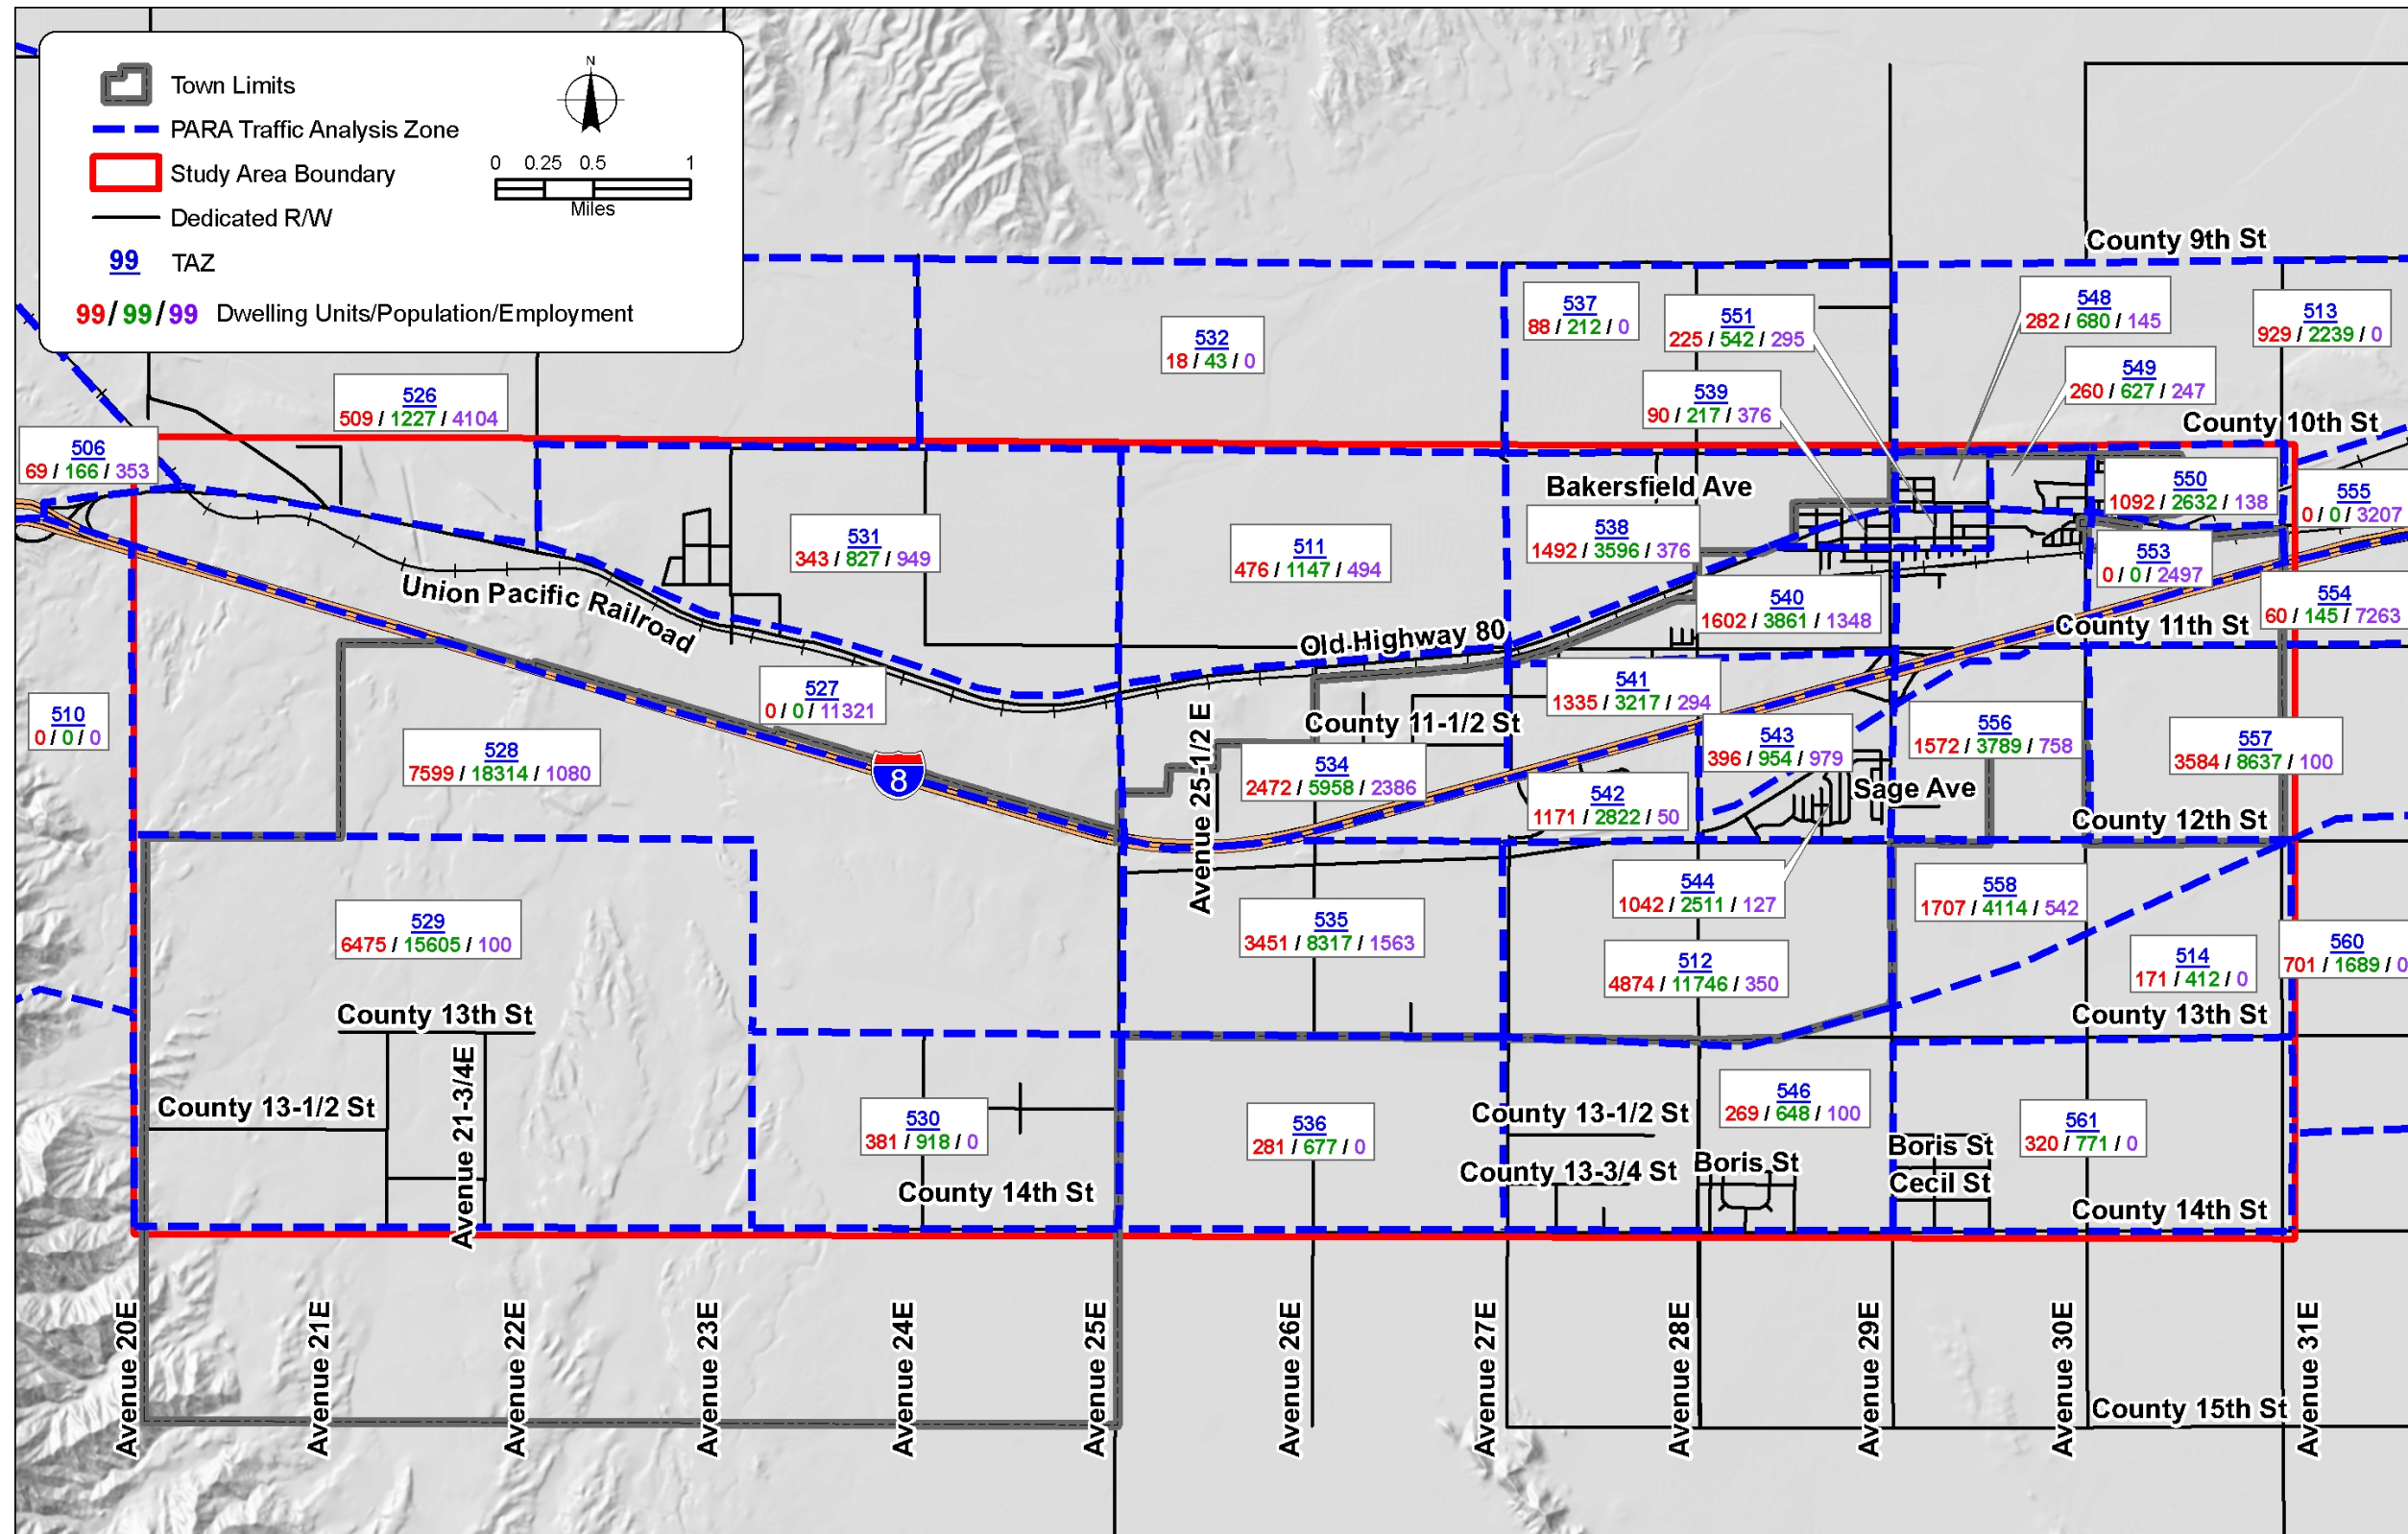 Town Limits
PARA Traffic Analysis Zone
Study Area Boundary
Dedicated R/W
99 TAZ
99 / 99 / 99 Dwelling Units/Population/Employment
N
0 0.25 0.5 1
Miles
County 9th St
537
88 / 212 / 0
551
225 / 542 / 295
548
282 / 680 / 145
513
929 / 2239 / 0
532
18 / 43 / 0
549
260 / 627 / 247
539
90 / 217 / 376
526
509 / 1227 / 4104
County 10th St
506
69 / 166 / 353
Bakersfield Ave
550
1092 / 2632 / 138
555
0 / 0 / 3207
531
343 / 827 / 949
511
476 / 1147 / 494
538
1492 / 3596 / 376
553
0 / 0 / 2497
Union Pacific Railroad
540
1602 / 3861 / 1348
554
60 / 145 / 7263
County 11th St
Old Highway 80
527
0 / 0 / 11321
541
1335 / 3217 / 294
510
0 / 0 / 0
County 11-1/2 St
528
7599 / 18314 / 1080
8
Avenue 25-1/2 E
534
2472 / 5958 / 2386
543
396 / 954 / 979
556
1572 / 3789 / 758
557
3584 / 8637 / 100
542
1171 / 2822 / 50
Sage Ave
County 12th St
544
1042 / 2511 / 127
558
1707 / 4114 / 542
529
6475 / 15605 / 100
535
3451 / 8317 / 1563
512
4874 / 11746 / 350
514
171 / 412 / 0
560
701 / 1689 / 0
County 13th St
County 13th St
County 13-1/2 St
Avenue 21-3/4E
530
381 / 918 / 0
536
281 / 677 / 0
County 13-1/2 St
546
269 / 648 / 100
561
320 / 771 / 0
Boris St
County 13-3/4 St
Boris St
Cecil St
County 14th St
County 14th St
Avenue 20E
Avenue 21E
Avenue 22E
Avenue 23E
Avenue 24E
Avenue 25E
Avenue 26E
Avenue 27E
Avenue 28E
Avenue 29E
Avenue 30E
Avenue 31E
County 15th St